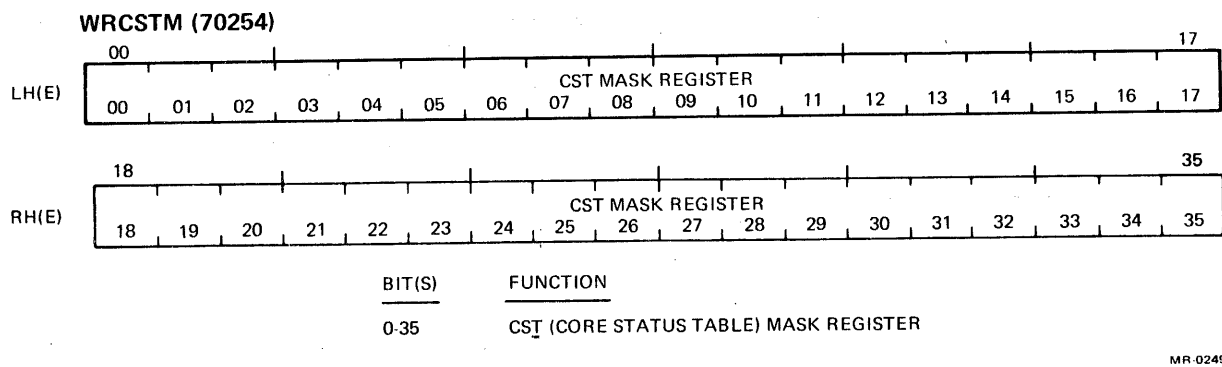 WRCSTM (70254)
00 17
CST MASK REGISTER
LH(E) 00 01 02 03 04 05 06 07 08 09 10 11 12 13 14 15 16 17
18 35
CST MASK REGISTER
RH(E) 18 19 20 21 22 23 24 25 26 27 28 29 30 31 32 33 34 35
BIT(S) FUNCTION
0-35 CST (CORE STATUS TABLE) MASK REGISTER
MR-0249